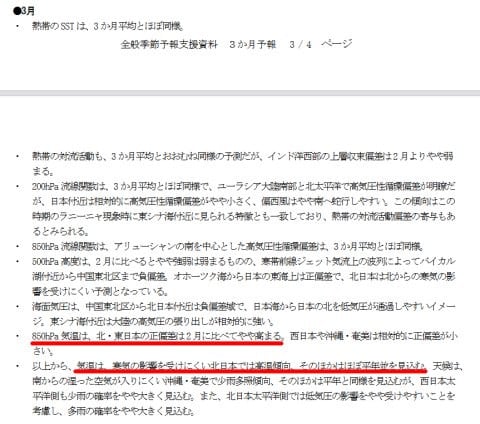 ●3月
・ 熱帯の SST は、3 か月平均とほぼ同様。
全般季節予報支援資料 3か月予報 3 / 4 ページ
・ 熱帯の対流活動も、3 か月平均とおおむね同様の予測だが、インド洋西部の上層収束偏差は2月よりやや弱
まる。
・ 200hPa 流線関数は、3 か月平均とほぼ同様で、ユーラシア大陸南部と北太平洋で高気圧性循環偏差が明瞭だ
が、日本付近は相対的に高気圧性循環偏差がやや小さく、偏西風はやや南へ蛇行しやすい。この傾向はこの
時期のラニーニャ現象時に東シナ海付近に見られる特徴とも一致しており、熱帯の対流活動偏差の寄与もあ
るとみられる。
・ 850hPa 流線関数は、アリューシャンの南を中心とした高気圧性循環偏差は、3 か月平均とほぼ同様。
・ 500hPa 高度は、2 月に比べるとやや強弱は弱まるものの、寒帯前線ジェット気流上の波列によってバイカル
湖付近から中国東北区まで負偏差。オホーツク海から日本の東海上は正偏差で、北日本は北からの寒気の影
響を受けにくい予測となっている。
・ 海面気圧は、中国東北区から北日本付近は負偏差域で、日本海から日本の北を低気圧が通過しやすいイメー
ジ。東シナ海付近は大陸の高気圧の張り出しが相対的に強い。
・ 850hPa 気温は、北・東日本の正偏差は2月に比べてやや高まる。西日本や沖縄・奄美は相対的に正偏差が小
さい。
・ 以上から、気温は、寒気の影響を受けにくい北日本では高温傾向、そのほかはほぼ平年並を見込む。天候は、
南からの湿った空気が入りにくい沖縄・奄美で少雨多照傾向、そのほかは平年と同様を見込むが、西日本太
平洋側も少雨の確率をやや大きく見込む。また、北日本太平洋側では低気圧の影響をやや受けやすいことを
考慮し、多雨の確率をやや大きく見込む。